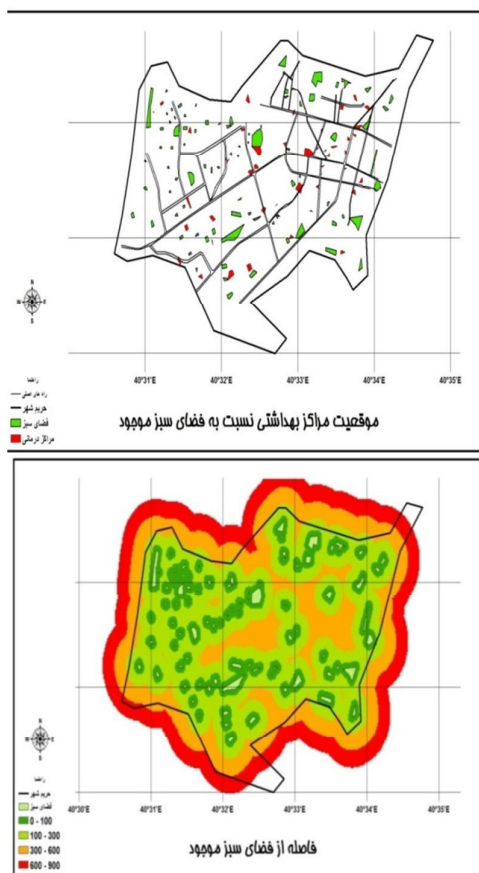 N
W
E
S
راهنما
راه های اصلی
حریم شهر
فضای سبز
مراکز درمانی
40°31'E
40°32'E
40°33'E
40°34'E
40°35'E
موقعیت مراکز بهداشتی نسبت به فضای سبز موجود
N
W
E
S
راهنما
حریم شهر
فضای سبز
0 - 100
100 - 300
300 - 600
600 - 900
40°30'E
40°31'E
40°32'E
40°33'E
40°34'E
40°35'E
فاصله از فضای سبز موجود